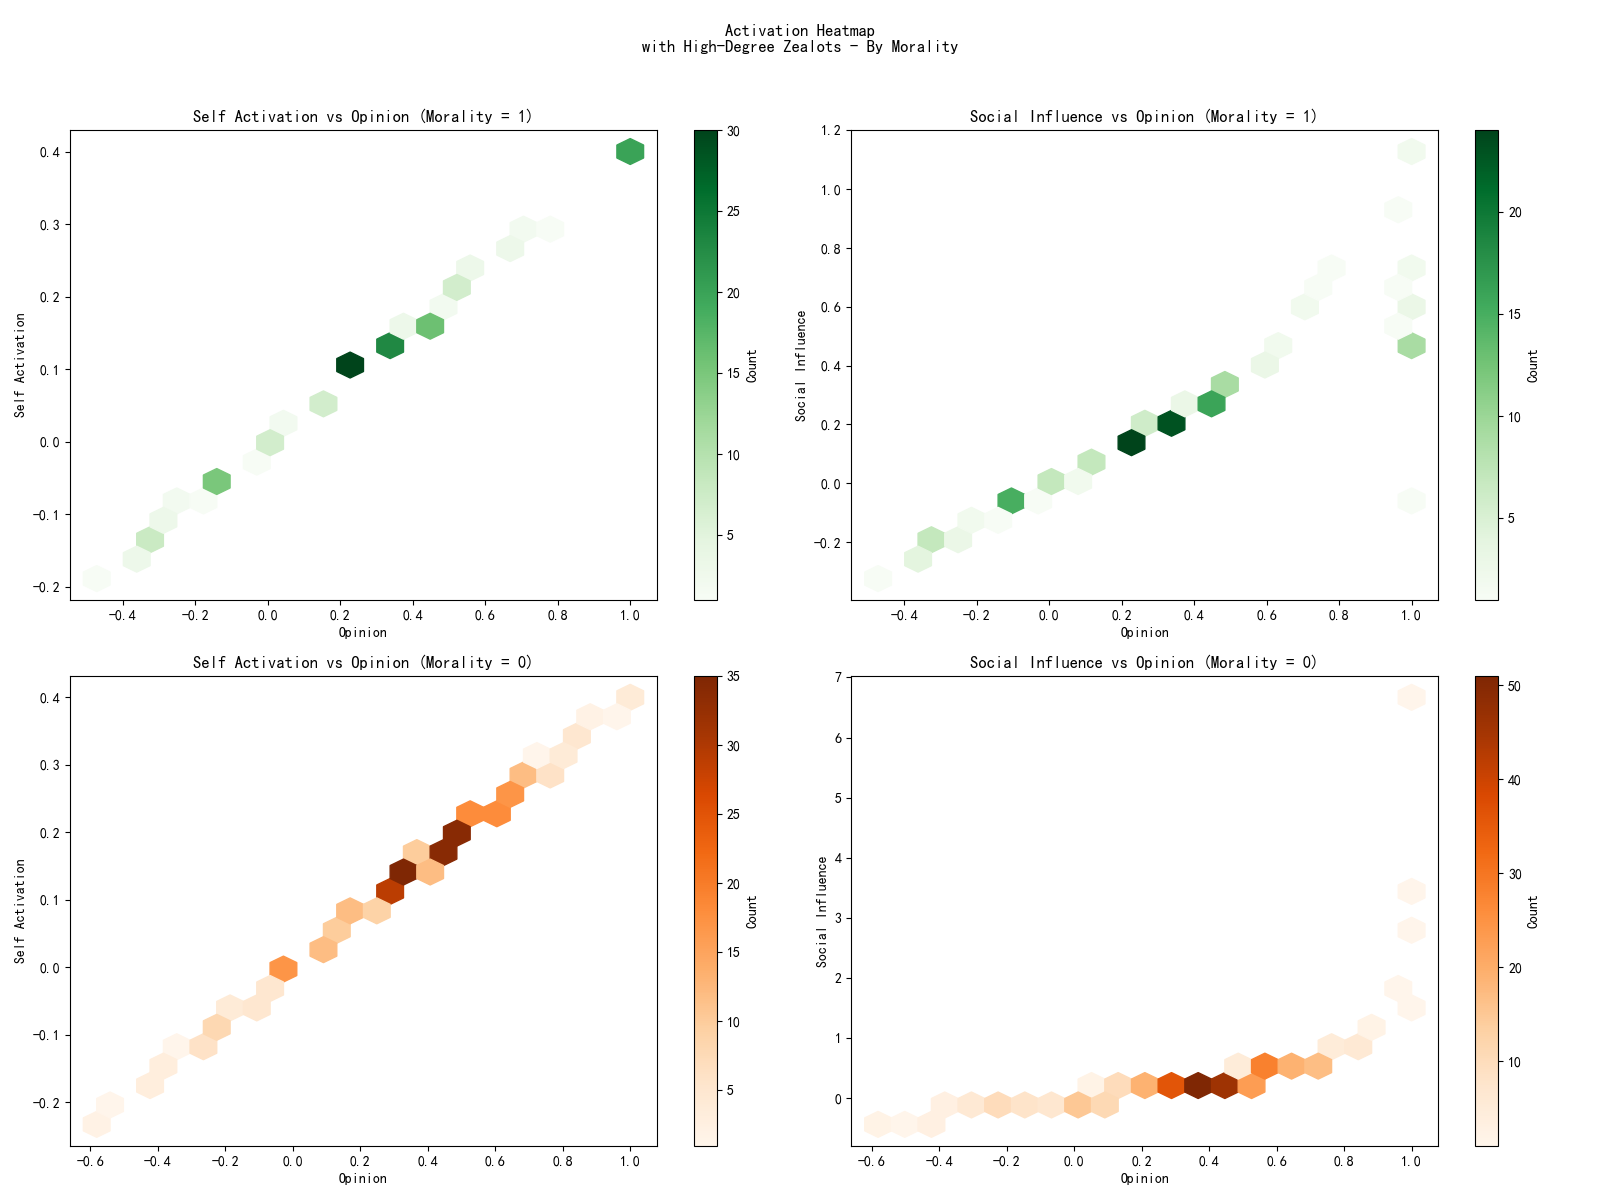 Activation Heatmap
with High-Degree Zealots - By Morality
Self Activation vs Opinion (Morality = 1)
0.4
0.3
0.2
0.1
0.0
-0.1
-0.2
-0.4 -0.2 0.0 0.2 0.4 0.6 0.8 1.0
Opinion
Self Activation
30
25
20
15
10
5
Count
Social Influence vs Opinion (Morality = 1)
1.2
1.0
0.8
0.6
0.4
0.2
0.0
-0.2
-0.4 -0.2 0.0 0.2 0.4 0.6 0.8 1.0
Opinion
Social Influence
20
15
10
5
Count
Self Activation vs Opinion (Morality = 0)
0.4
0.3
0.2
0.1
0.0
-0.1
-0.2
-0.6 -0.4 -0.2 0.0 0.2 0.4 0.6 0.8 1.0
Opinion
Self Activation
35
30
25
20
15
10
5
Count
Social Influence vs Opinion (Morality = 0)
7
6
5
4
3
2
1
0
-0.6 -0.4 -0.2 0.0 0.2 0.4 0.6 0.8 1.0
Opinion
Social Influence
50
40
30
20
10
Count